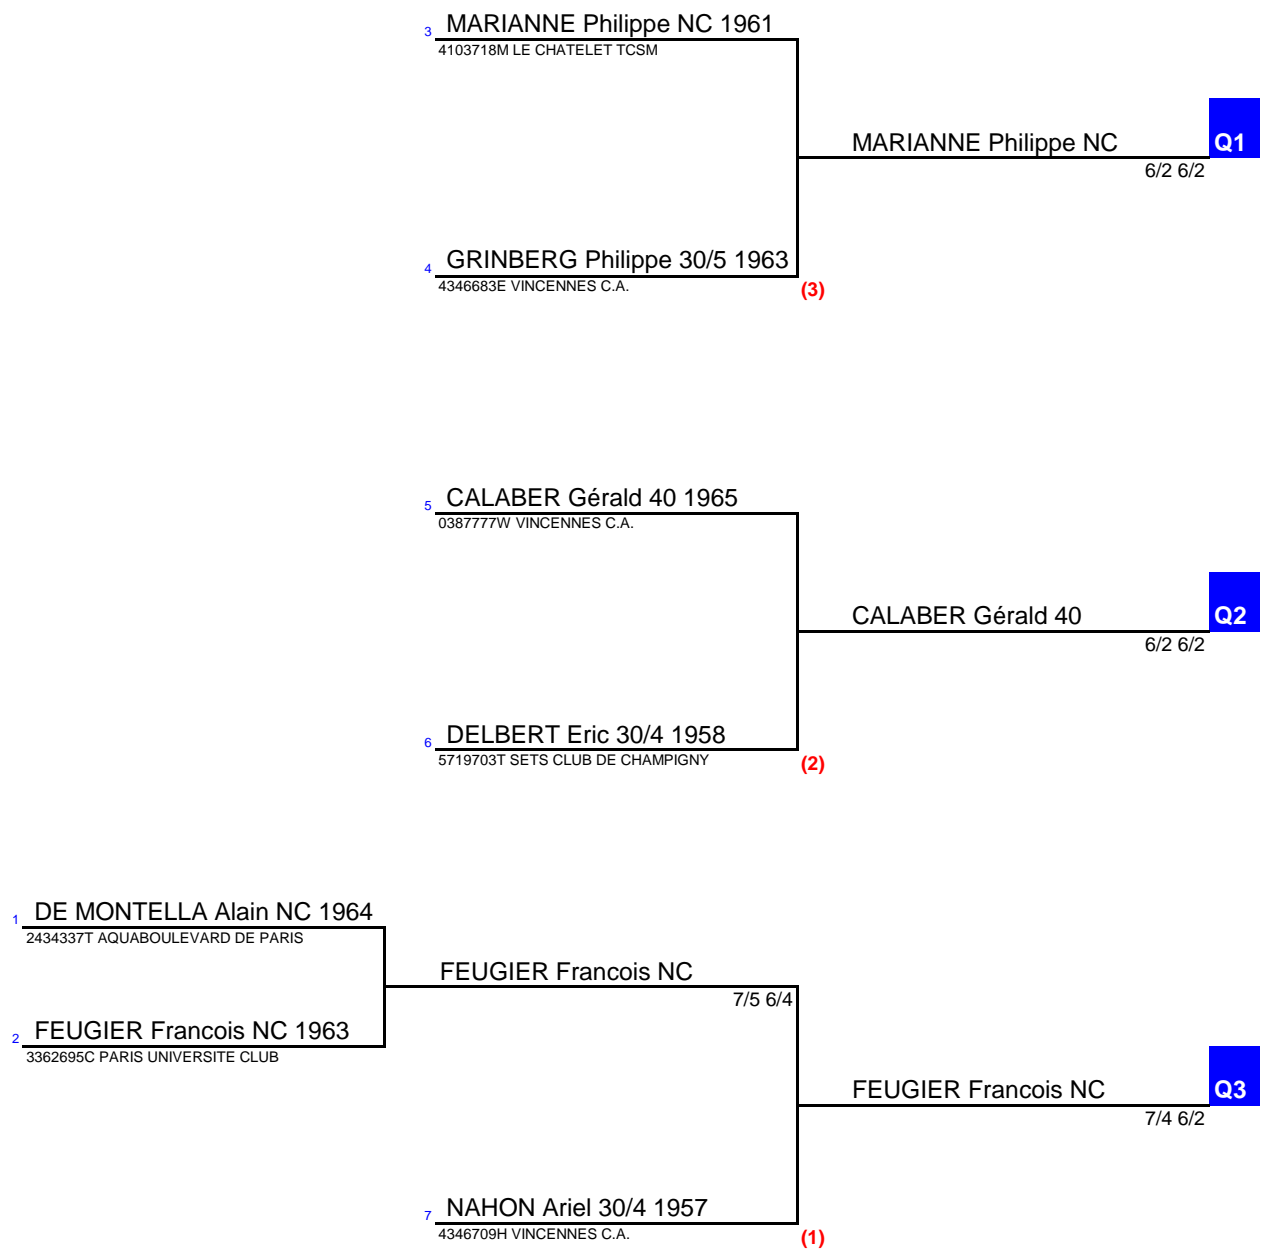 3 MARIANNE Philippe NC 1961
4103718M LE CHATELET TCSM
MARIANNE Philippe NC
Q1
6/2 6/2
4 GRINBERG Philippe 30/5 1963
4346683E VINCENNES C.A.
(3)
5 CALABER Gérald 40 1965
0387777W VINCENNES C.A.
CALABER Gérald 40
Q2
6/2 6/2
6 DELBERT Eric 30/4 1958
5719703T SETS CLUB DE CHAMPIGNY
(2)
1 DE MONTELLA Alain NC 1964
2434337T AQUABOULEVARD DE PARIS
FEUGIER Francois NC
7/5 6/4
2 FEUGIER Francois NC 1963
3362695C PARIS UNIVERSITE CLUB
FEUGIER Francois NC
Q3
7/4 6/2
7 NAHON Ariel 30/4 1957
4346709H VINCENNES C.A.
(1)